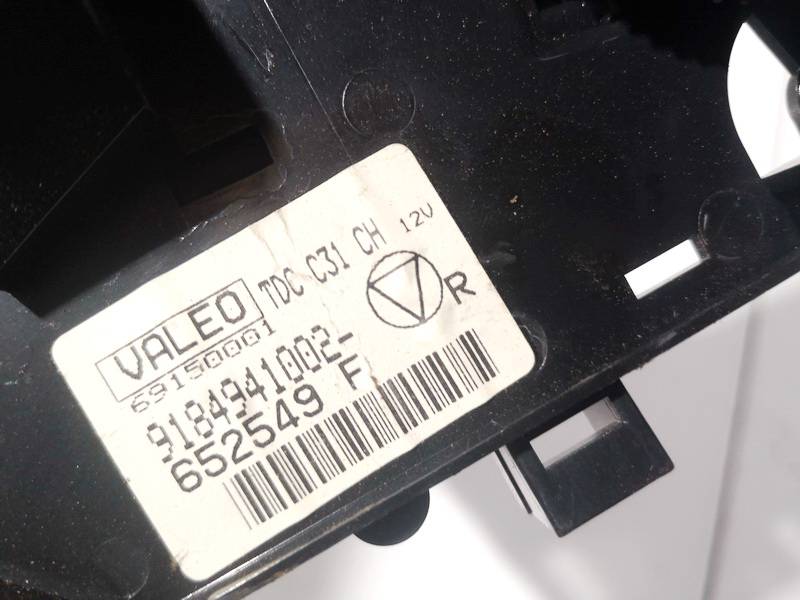 VALEO TDC C31 CH 12V
69150001
R
9184941002-
652549 F